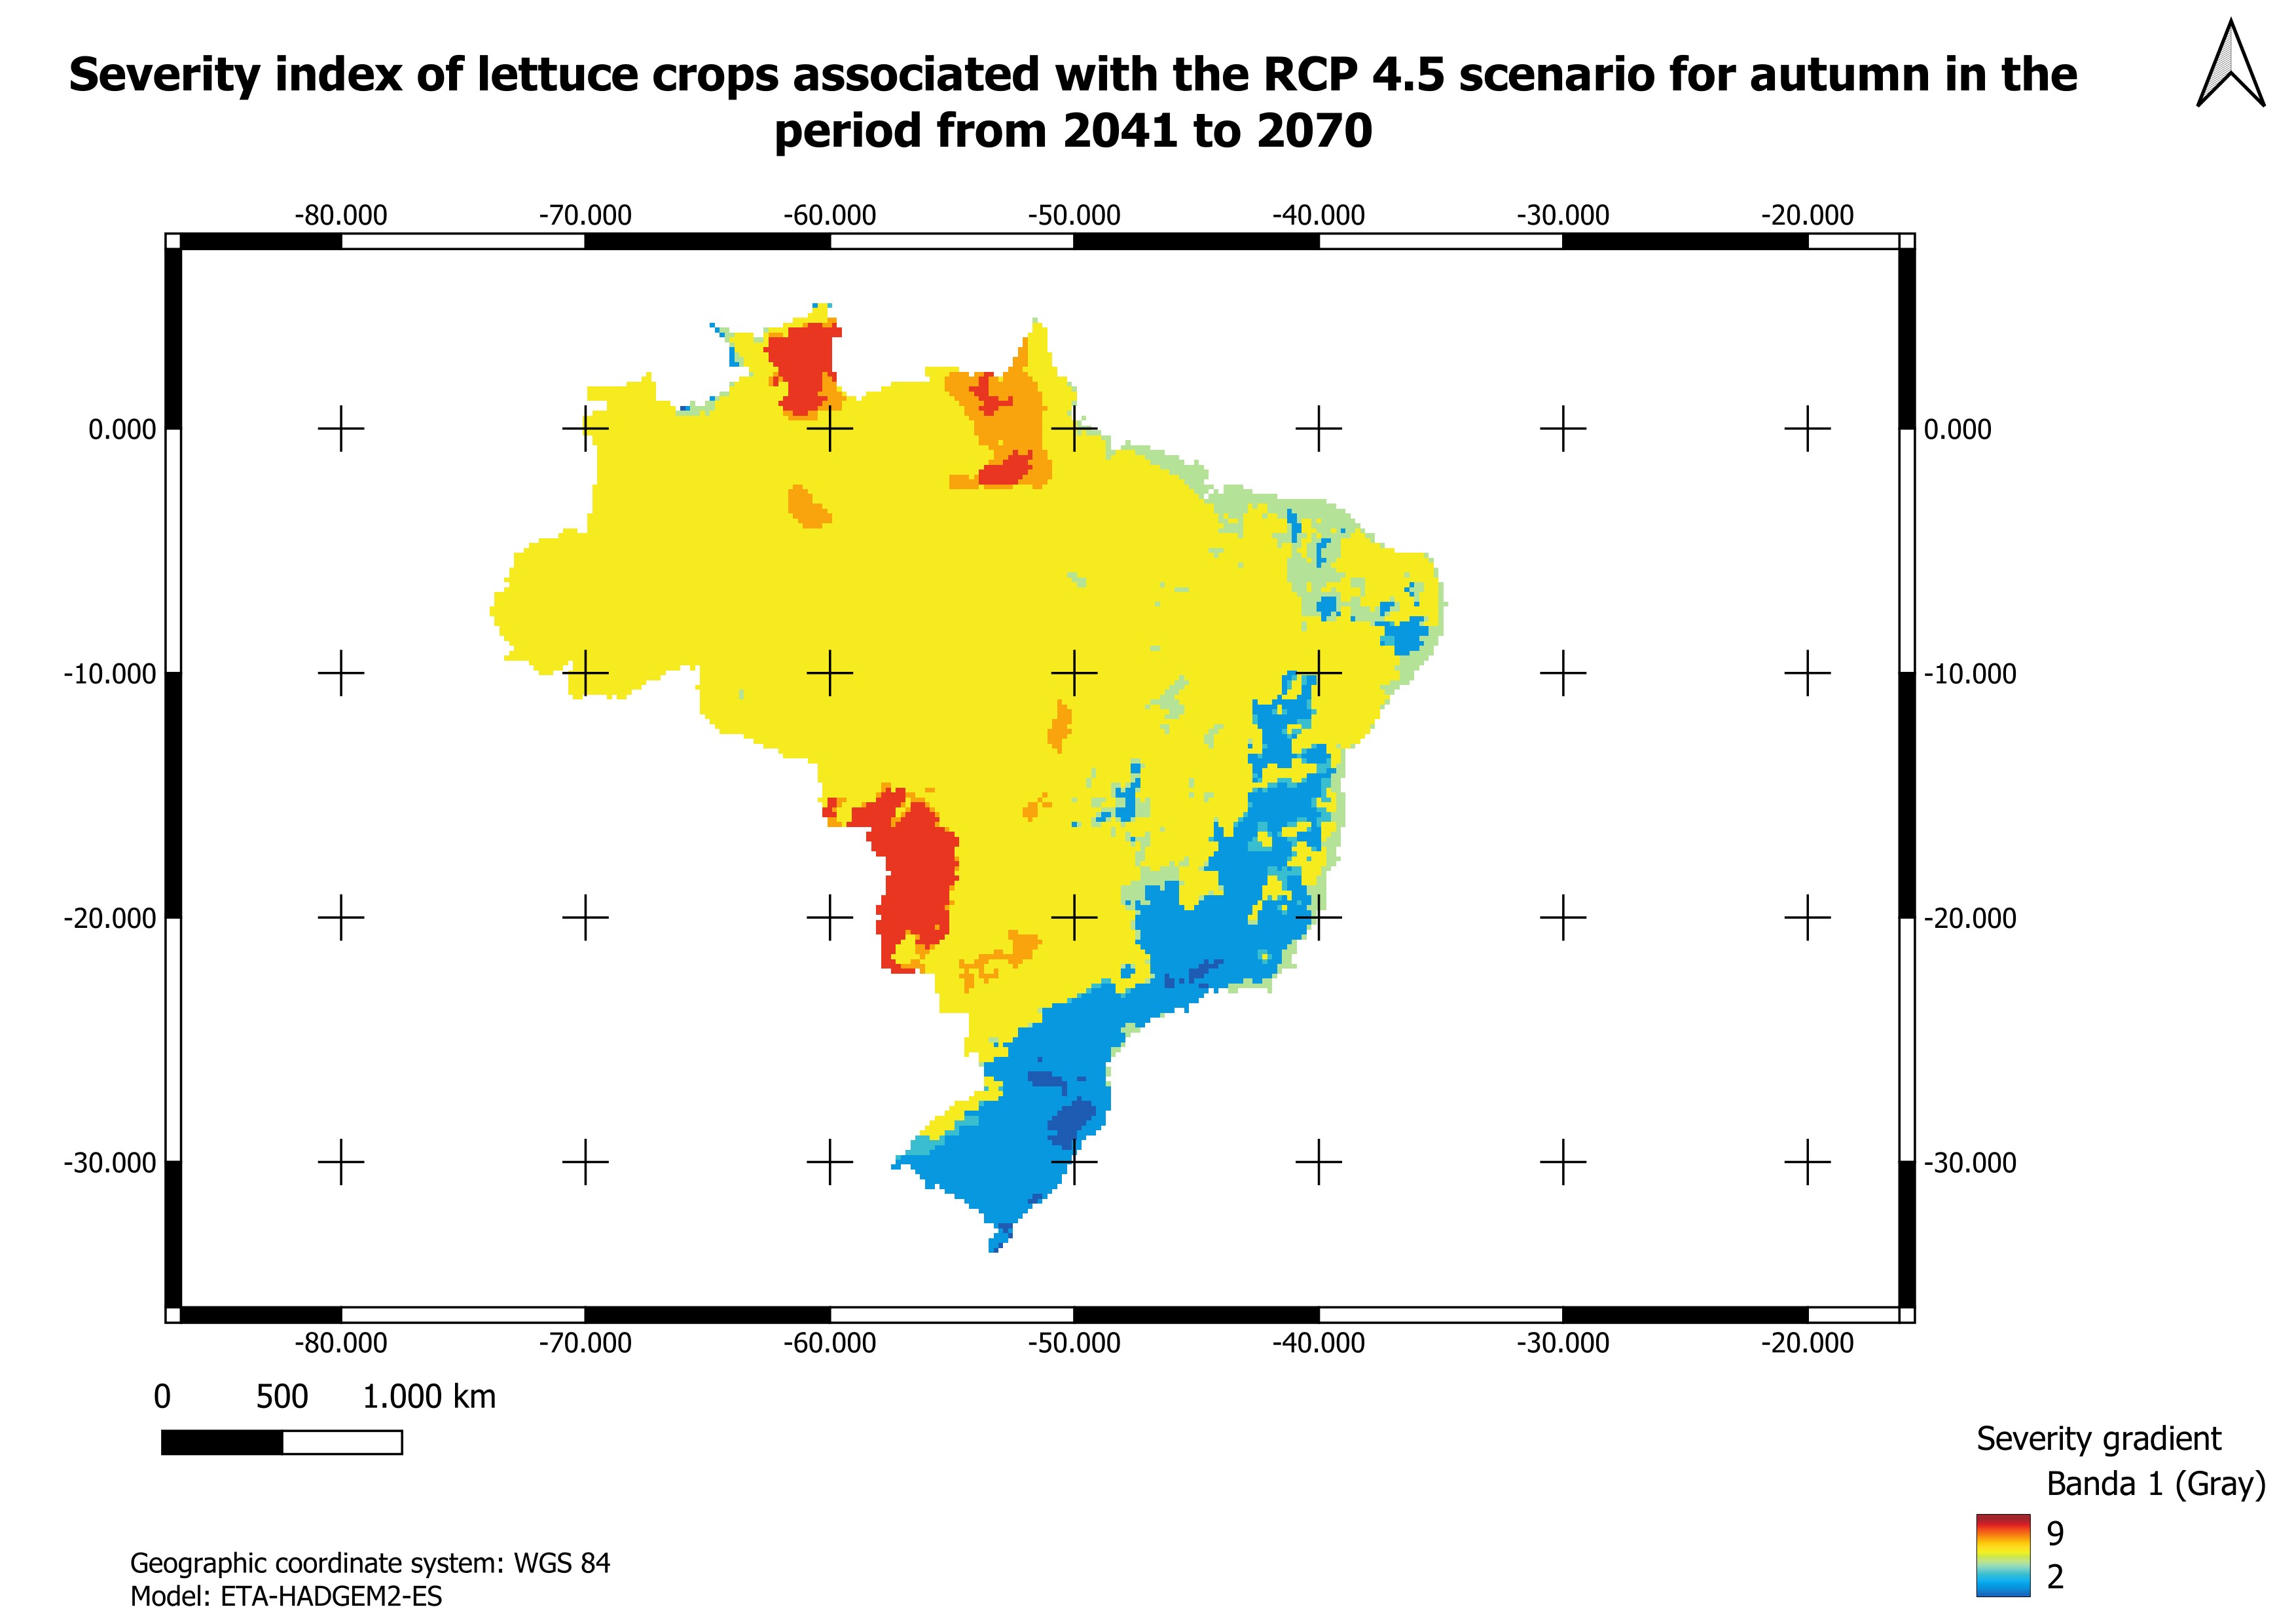 Severity index of lettuce crops associated with the RCP 4.5 scenario for autumn in the
period from 2041 to 2070
-80.000 -70.000 -60.000 -50.000 -40.000 -30.000 -20.000
0.000 0.000
-10.000 -10.000
-20.000 -20.000
-30.000 -30.000
-80.000 -70.000 -60.000 -50.000 -40.000 -30.000 -20.000
0 500 1.000 km
Severity gradient
Banda 1 (Gray)
9
2
Geographic coordinate system: WGS 84
Model: ETA-HADGEM2-ES